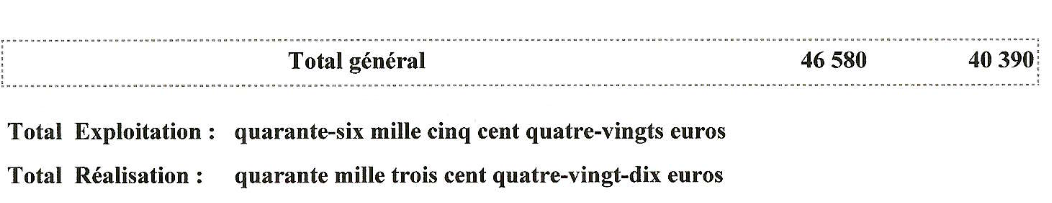 Total général 46 580 40 390
Total Exploitation : quarante-six mille cinq cent quatre-vingts euros
Total Réalisation : quarante mille trois cent quatre-vingt-dix euros